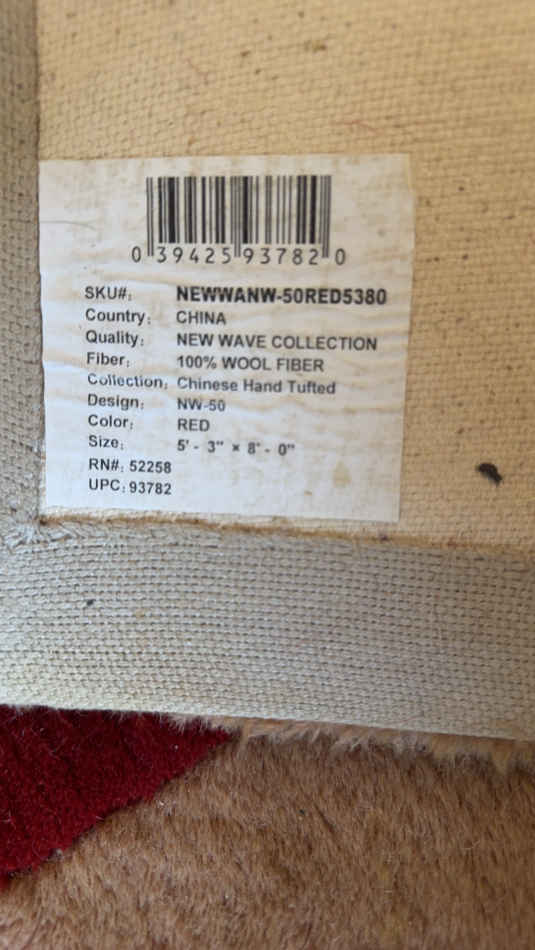 0 39425 93782 0
SKU#: NEWWANW-50RED5380
Country: CHINA
Quality: NEW WAVE COLLECTION
Fiber: 100% WOOL FIBER
Collection: Chinese Hand Tufted
Design: NW-50
Color: RED
Size: 5' - 3" × 8' - 0"
RN#: 52258
UPC: 93782